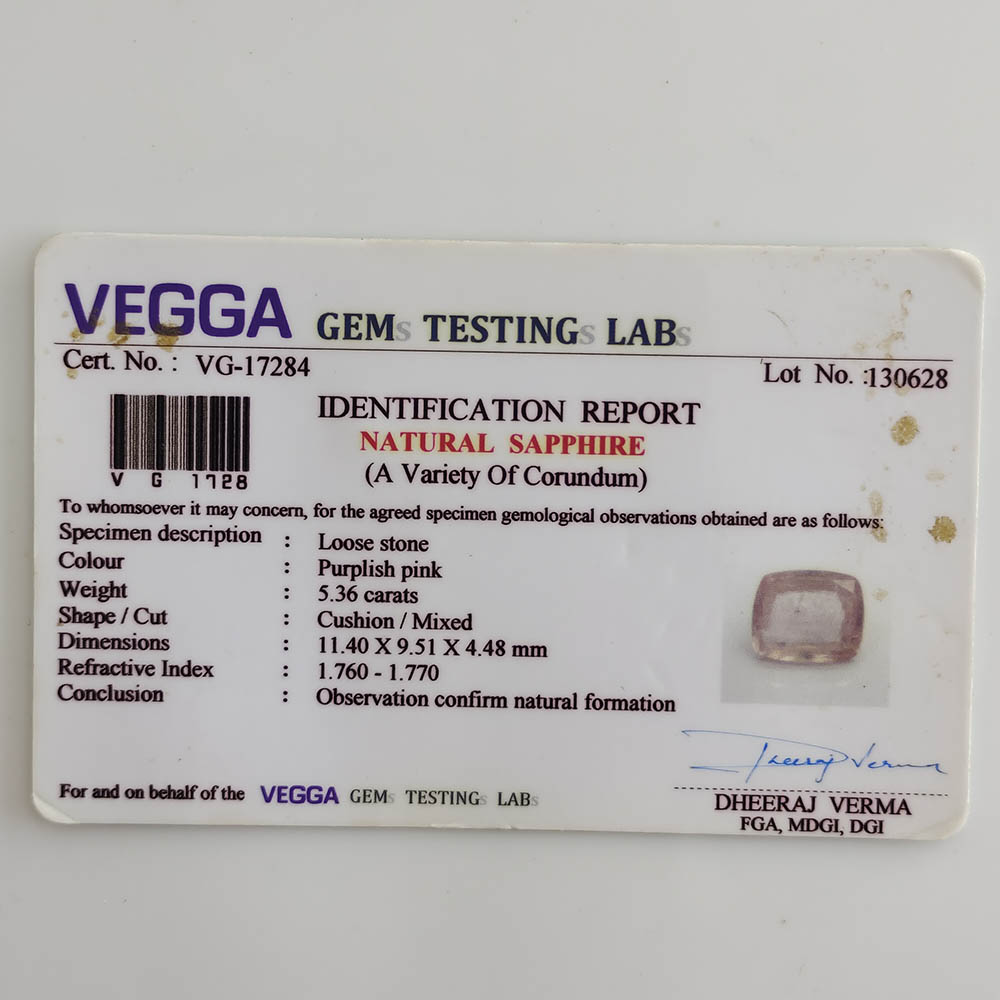 VEGGA GEMs TESTINGs LABs
Cert. No. : VG-17284
Lot No. :130628
V G 1728
IDENTIFICATION REPORT
NATURAL SAPPHIRE
(A Variety Of Corundum)
To whomsoever it may concern, for the agreed specimen gemological observations obtained are as follows:
Specimen description : Loose stone
Colour : Purplish pink
Weight : 5.36 carats
Shape / Cut : Cushion / Mixed
Dimensions : 11.40 X 9.51 X 4.48 mm
Refractive Index : 1.760 - 1.770
Conclusion : Observation confirm natural formation
Dheeraj Verma
For and on behalf of the VEGGA GEMs TESTINGs LABs
DHEERAJ VERMA
FGA, MDGI, DGI